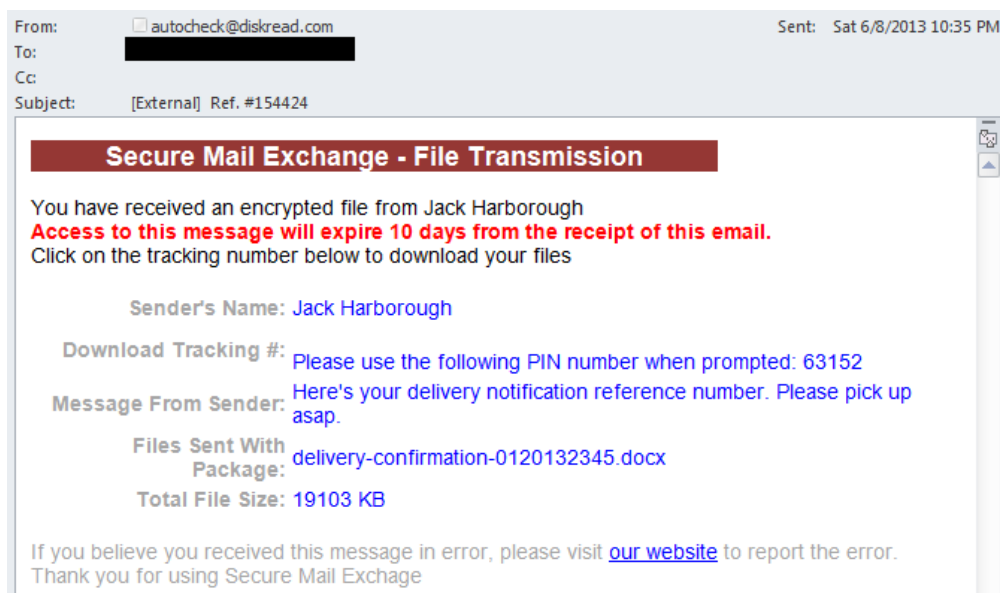 From: autocheck@diskread.com Sent: Sat 6/8/2013 10:35 PM
To:
Cc:
Subject: [External] Ref. #154424
Secure Mail Exchange - File Transmission
You have received an encrypted file from Jack Harborough
Access to this message will expire 10 days from the receipt of this email.
Click on the tracking number below to download your files
Sender's Name: Jack Harborough
Download Tracking #:
Please use the following PIN number when prompted: 63152
Message From Sender: Here's your delivery notification reference number. Please pick up
asap.
Files Sent With
Package: delivery-confirmation-0120132345.docx
Total File Size: 19103 KB
If you believe you received this message in error, please visit our website to report the error.
Thank you for using Secure Mail Exchage